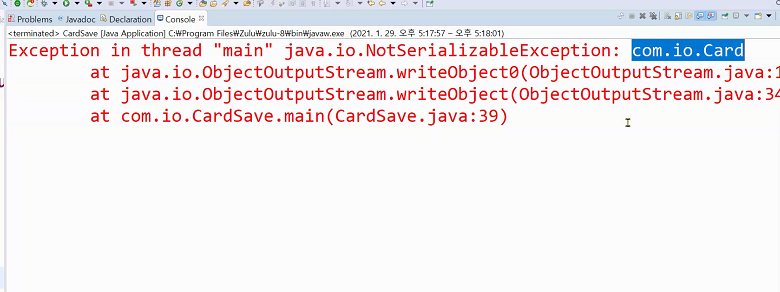 Problems @ Javadoc Declaration Console
<terminated> CardSave [Java Application] C:₩Program Files₩Zulu₩zulu-8₩bin₩javaw.exe (2021. 1. 29. 오후 5:17:57 – 오후 5:18:01)
Exception in thread "main" java.io.NotSerializableException: com.io.Card
at java.io.ObjectOutputStream.writeObject0(ObjectOutputStream.java:1
at java.io.ObjectOutputStream.writeObject(ObjectOutputStream.java:34
at com.io.CardSave.main(CardSave.java:39)